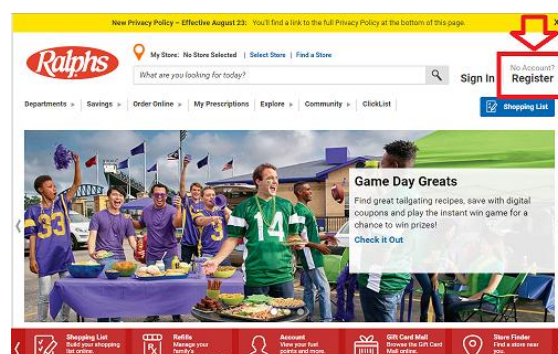 New Privacy Policy – Effective August 23: You'll find a link to the full Privacy Policy at the bottom of this page.
X
Ralphs
My Store: No Store Selected | Select Store | Find a Store
What are you looking for today?
Sign In
No Account?
Register
Departments
Savings
Order Online
My Prescriptions
Explore
Community
ClickList
Shopping List
33
14
Game Day Greats
Find great tailgating recipes, save with digital
coupons and play the instant win game for a
chance to win prizes!
Check it Out
Shopping List
Build your shopping
list online.
Refills
Manage your
family's
Account
View your fuel
points and more.
Gift Card Mall
Browse the Gift Card
Mall online.
Store Finder
Find a store near
you.